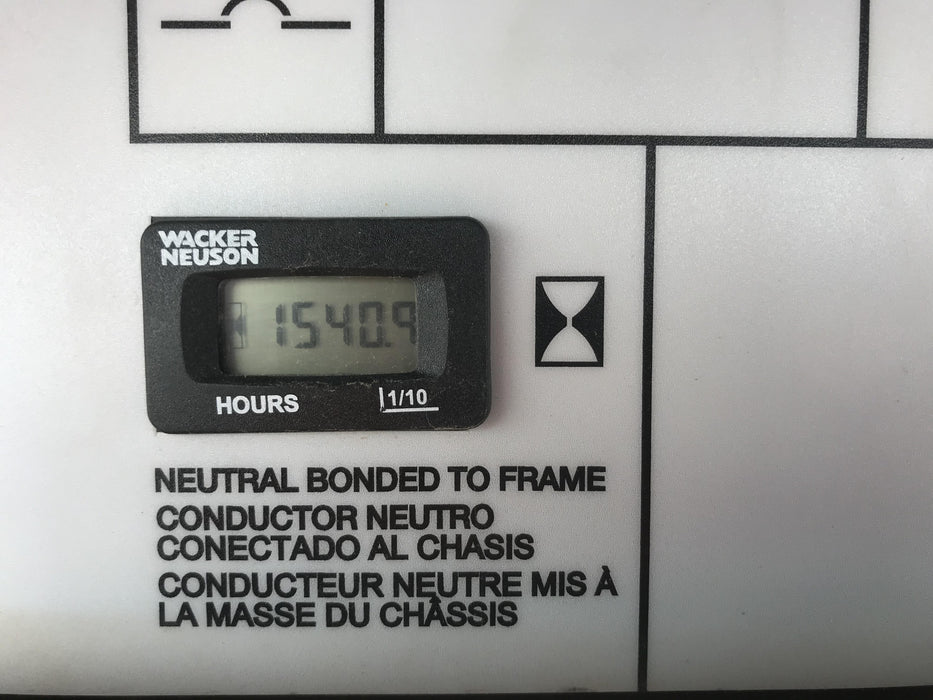 WACKER
NEUSON
1540.9
HOURS
1/10
NEUTRAL BONDED TO FRAME
CONDUCTOR NEUTRO
CONECTADO AL CHASIS
CONDUCTEUR NEUTRE MIS À
LA MASSE DU CHÂSSIS